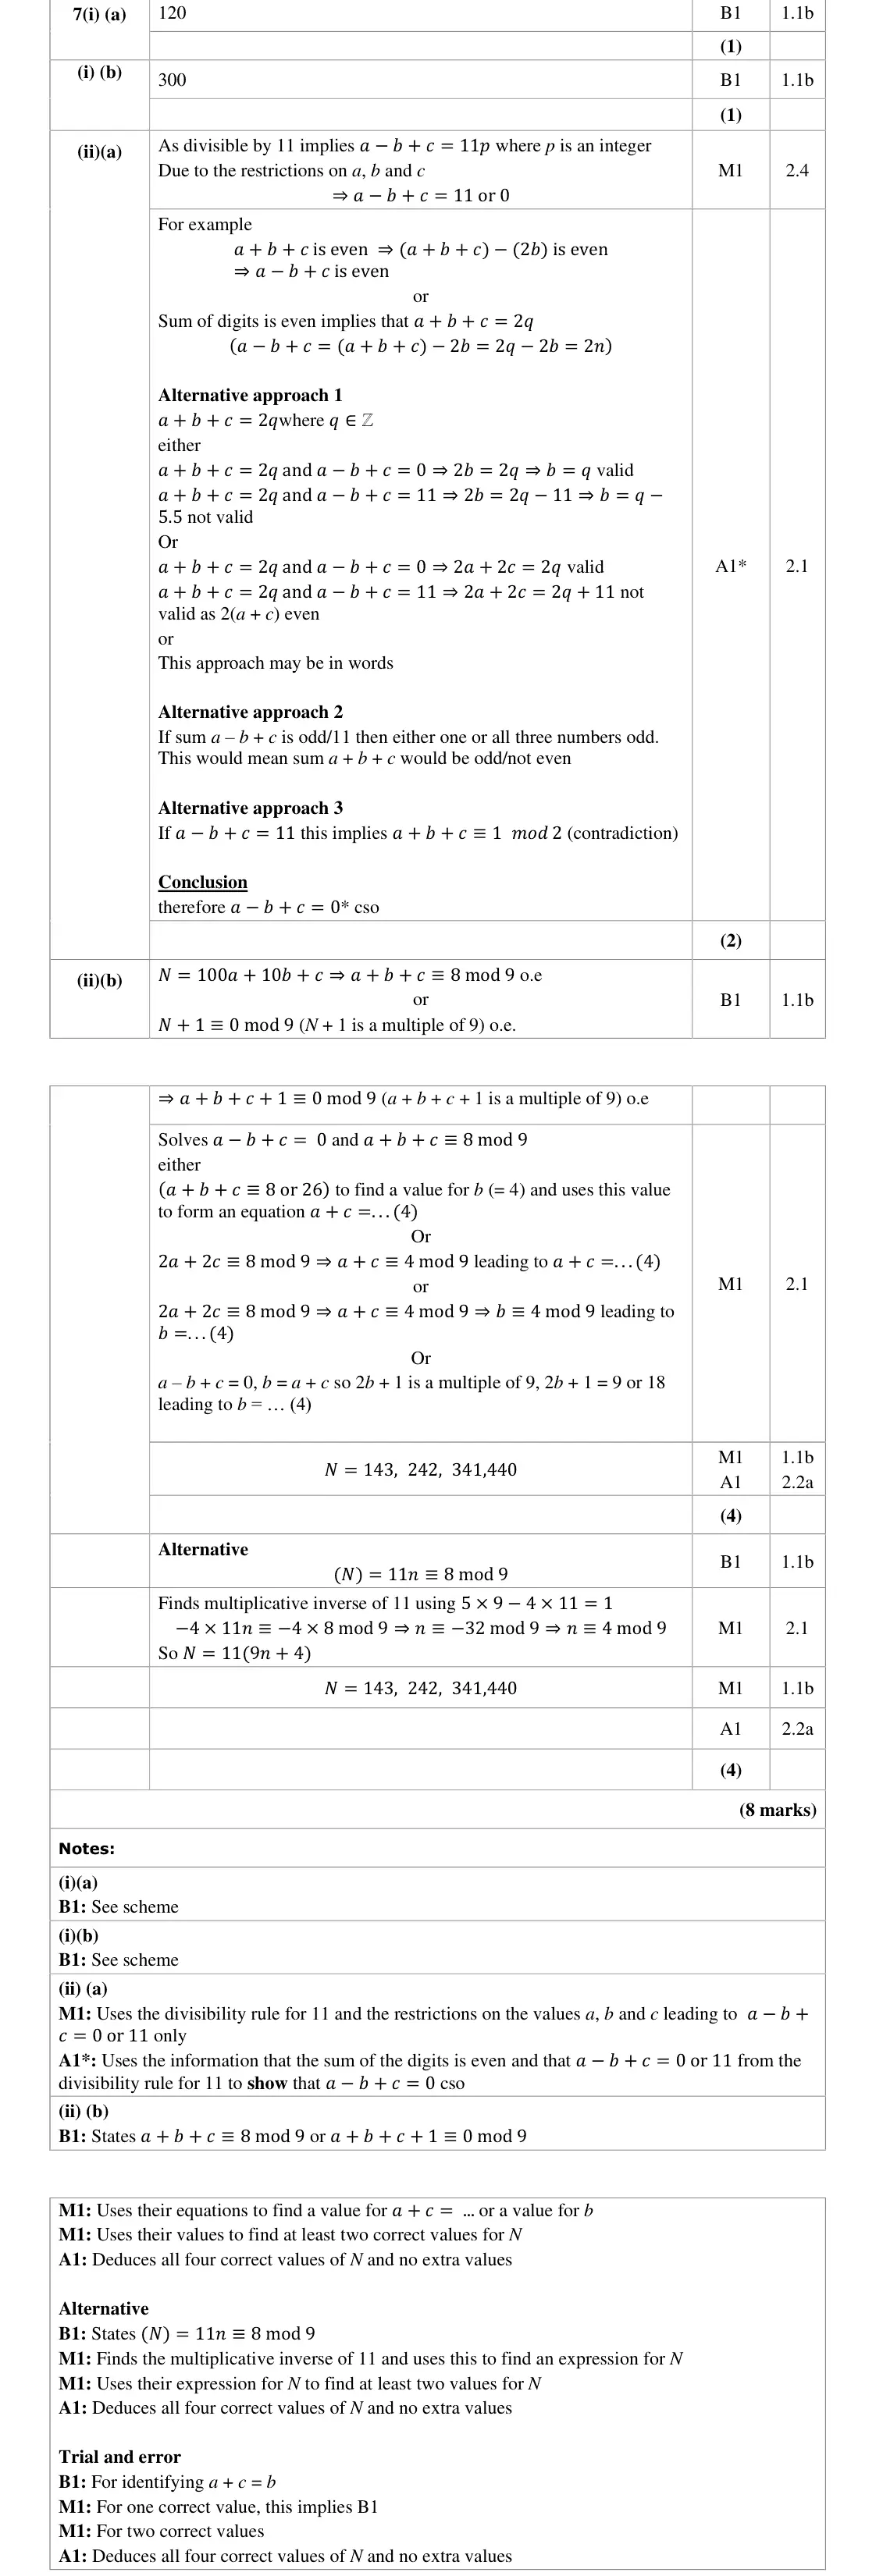 7(i) (a) 120 B1 1.1b
(1)
(i) (b) 300 B1 1.1b
(1)
(ii)(a) As divisible by 11 implies 𝑎 − 𝑏 + 𝑐 = 11𝑝 where p is an integer
Due to the restrictions on a, b and c M1 2.4
⇒ 𝑎 − 𝑏 + 𝑐 = 11 or 0
For example
𝑎 + 𝑏 + 𝑐 is even ⇒ (𝑎 + 𝑏 + 𝑐) − (2𝑏) is even
⇒ 𝑎 − 𝑏 + 𝑐 is even
or
Sum of digits is even implies that 𝑎 + 𝑏 + 𝑐 = 2𝑞
(𝑎 − 𝑏 + 𝑐 = (𝑎 + 𝑏 + 𝑐) − 2𝑏 = 2𝑞 − 2𝑏 = 2𝑛)
Alternative approach 1
𝑎 + 𝑏 + 𝑐 = 2𝑞where 𝑞 ∈ ℤ
either
𝑎 + 𝑏 + 𝑐 = 2𝑞 and 𝑎 − 𝑏 + 𝑐 = 0 ⇒ 2𝑏 = 2𝑞 ⇒ 𝑏 = 𝑞 valid
𝑎 + 𝑏 + 𝑐 = 2𝑞 and 𝑎 − 𝑏 + 𝑐 = 11 ⇒ 2𝑏 = 2𝑞 − 11 ⇒ 𝑏 = 𝑞 −
5.5 not valid
Or
𝑎 + 𝑏 + 𝑐 = 2𝑞 and 𝑎 − 𝑏 + 𝑐 = 0 ⇒ 2𝑎 + 2𝑐 = 2𝑞 valid A1* 2.1
𝑎 + 𝑏 + 𝑐 = 2𝑞 and 𝑎 − 𝑏 + 𝑐 = 11 ⇒ 2𝑎 + 2𝑐 = 2𝑞 + 11 not
valid as 2(a + c) even
or
This approach may be in words
Alternative approach 2
If sum a – b + c is odd/11 then either one or all three numbers odd.
This would mean sum a + b + c would be odd/not even
Alternative approach 3
If 𝑎 − 𝑏 + 𝑐 = 11 this implies 𝑎 + 𝑏 + 𝑐 ≡ 1 𝑚𝑜𝑑 2 (contradiction)
Conclusion
therefore 𝑎 − 𝑏 + 𝑐 = 0* cso
(2)
(ii)(b) 𝑁 = 100𝑎 + 10𝑏 + 𝑐 ⇒ 𝑎 + 𝑏 + 𝑐 ≡ 8 mod 9 o.e
or B1 1.1b
𝑁 + 1 ≡ 0 mod 9 (N + 1 is a multiple of 9) o.e.
⇒ 𝑎 + 𝑏 + 𝑐 + 1 ≡ 0 mod 9 (a + b + c + 1 is a multiple of 9) o.e
Solves 𝑎 − 𝑏 + 𝑐 = 0 and 𝑎 + 𝑏 + 𝑐 ≡ 8 mod 9
either
(𝑎 + 𝑏 + 𝑐 ≡ 8 or 26) to find a value for b (= 4) and uses this value
to form an equation 𝑎 + 𝑐 =. . . (4)
Or
2𝑎 + 2𝑐 ≡ 8 mod 9 ⇒ 𝑎 + 𝑐 ≡ 4 mod 9 leading to 𝑎 + 𝑐 =. . . (4)
or M1 2.1
2𝑎 + 2𝑐 ≡ 8 mod 9 ⇒ 𝑎 + 𝑐 ≡ 4 mod 9 ⇒ 𝑏 ≡ 4 mod 9 leading to
𝑏 =. . . (4)
Or
a – b + c = 0, b = a + c so 2b + 1 is a multiple of 9, 2b + 1 = 9 or 18
leading to b = … (4)
𝑁 = 143, 242, 341,440 M1 1.1b
A1 2.2a
(4)
Alternative
(𝑁) = 11𝑛 ≡ 8 mod 9 B1 1.1b
Finds multiplicative inverse of 11 using 5 × 9 − 4 × 11 = 1
−4 × 11𝑛 ≡ −4 × 8 mod 9 ⇒ 𝑛 ≡ −32 mod 9 ⇒ 𝑛 ≡ 4 mod 9 M1 2.1
So 𝑁 = 11(9𝑛 + 4)
𝑁 = 143, 242, 341,440 M1 1.1b
A1 2.2a
(4)
(8 marks)
Notes:
(i)(a)
B1: See scheme
(i)(b)
B1: See scheme
(ii) (a)
M1: Uses the divisibility rule for 11 and the restrictions on the values a, b and c leading to 𝑎 − 𝑏 +
𝑐 = 0 or 11 only
A1*: Uses the information that the sum of the digits is even and that 𝑎 − 𝑏 + 𝑐 = 0 or 11 from the
divisibility rule for 11 to show that 𝑎 − 𝑏 + 𝑐 = 0 cso
(ii) (b)
B1: States 𝑎 + 𝑏 + 𝑐 ≡ 8 mod 9 or 𝑎 + 𝑏 + 𝑐 + 1 ≡ 0 mod 9
M1: Uses their equations to find a value for 𝑎 + 𝑐 = … or a value for b
M1: Uses their values to find at least two correct values for N
A1: Deduces all four correct values of N and no extra values
Alternative
B1: States (𝑁) = 11𝑛 ≡ 8 mod 9
M1: Finds the multiplicative inverse of 11 and uses this to find an expression for N
M1: Uses their expression for N to find at least two values for N
A1: Deduces all four correct values of N and no extra values
Trial and error
B1: For identifying a + c = b
M1: For one correct value, this implies B1
M1: For two correct values
A1: Deduces all four correct values of N and no extra values